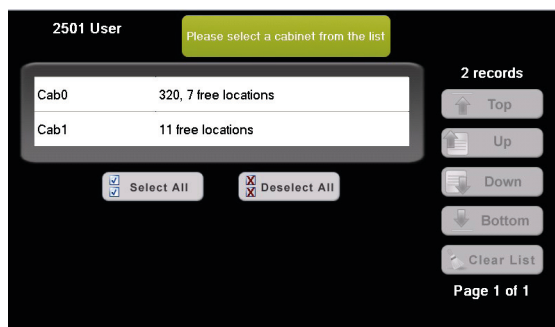 2501 User
Please select a cabinet from the list
2 records
Cab0 320, 7 free locations
Cab1 11 free locations
Top
Up
Down
Bottom
Clear List
Select All
Deselect All
Page 1 of 1